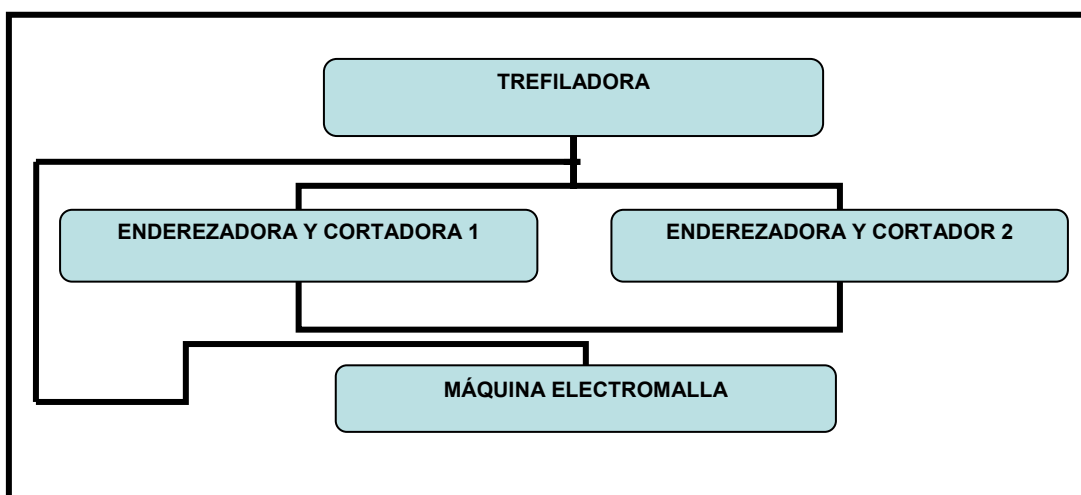 TREFILADORA
ENDEREZADORA Y CORTADORA 1
ENDEREZADORA Y CORTADOR 2
MÁQUINA ELECTROMALLA